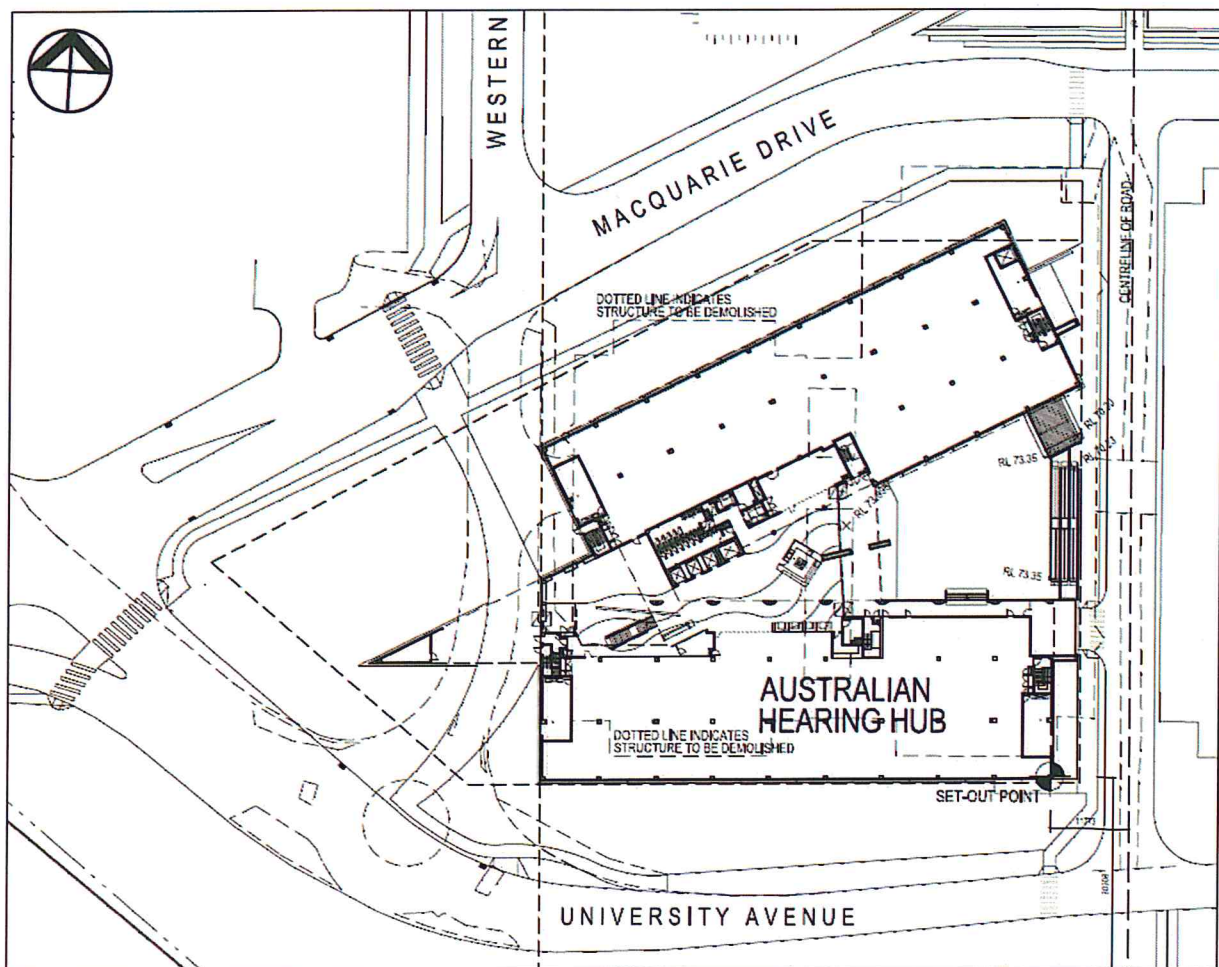 WESTERN
MACQUARIE DRIVE
CENTRELINE OF ROAD
DOTTED LINE INDICATES
STRUCTURE TO BE DEMOLISHED
RL 73.35
RL 73.35
AUSTRALIAN
HEARING HUB
DOTTED LINE INDICATES
STRUCTURE TO BE DEMOLISHED
SET-OUT POINT
UNIVERSITY AVENUE